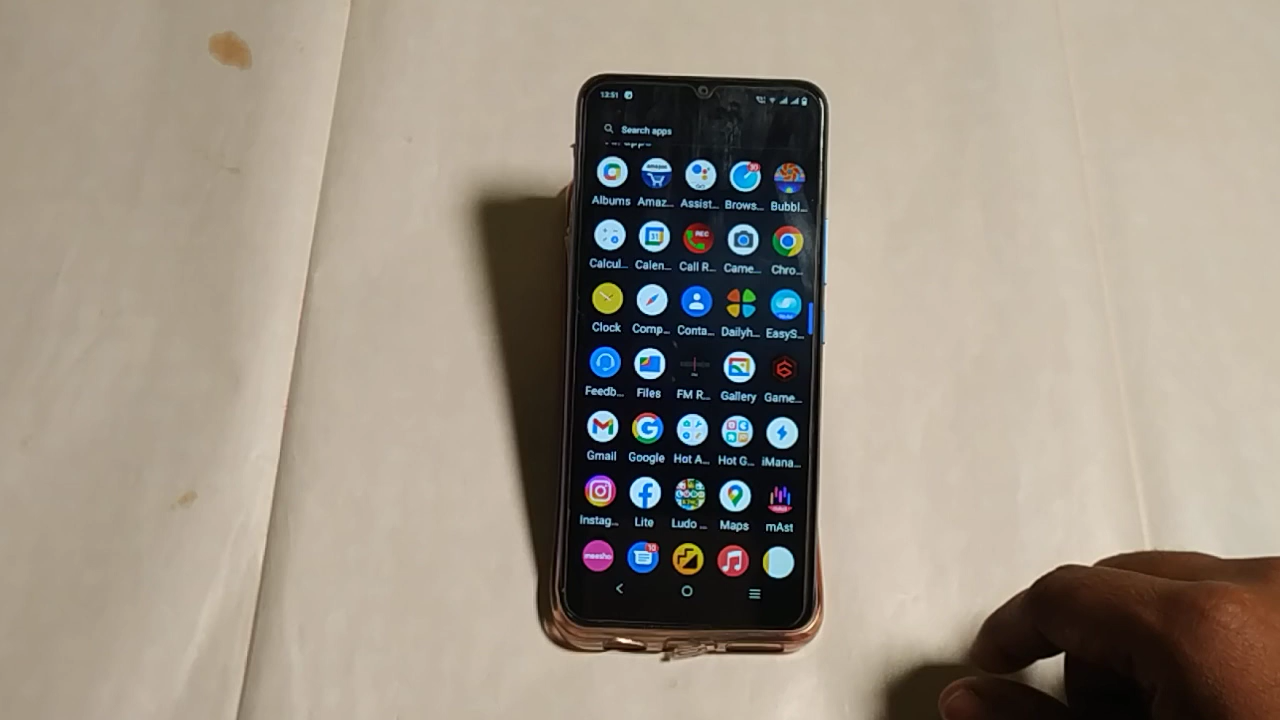 12:51
Search apps
Albums Amaz... Assist... Brows... Bubbl...
Calcul... Calen... Call R... Came... Chro...
Clock Comp... Conta... Dailyh... EasyS...
Feedb... Files FM R... Gallery Game...
Gmail Google Hot A... Hot G... iMana...
Instag... Lite Ludo ... Maps mAst
meesho 10